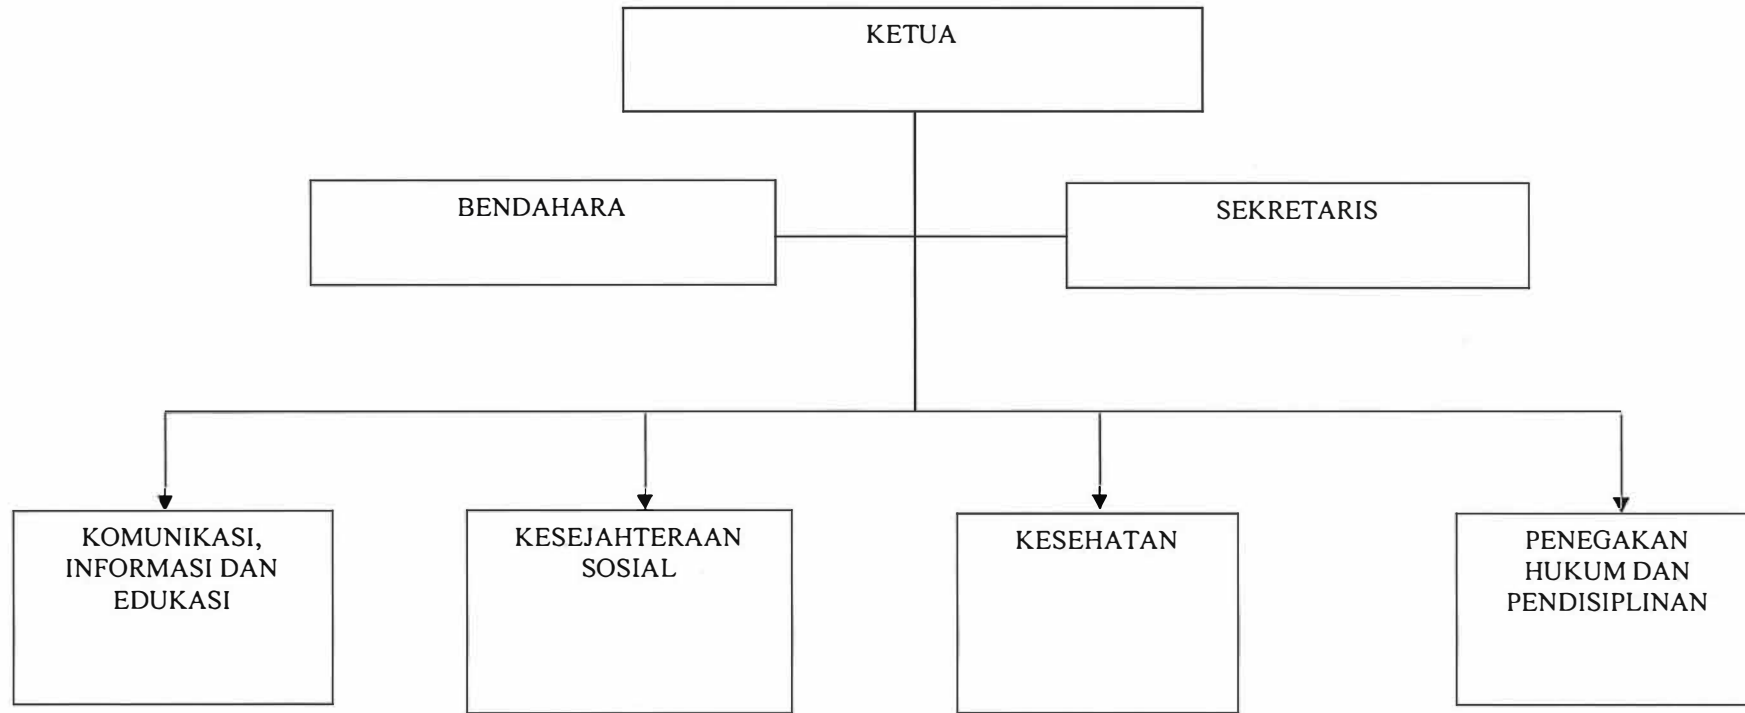 KETUA
BENDAHARA
SEKRETARIS
KOMUNIKASI,
INFORMASI DAN
EDUKASI
KESEJAHTERAAN
SOSIAL
KESEHATAN
PENEGAKAN
HUKUM DAN
PENDISIPLINAN